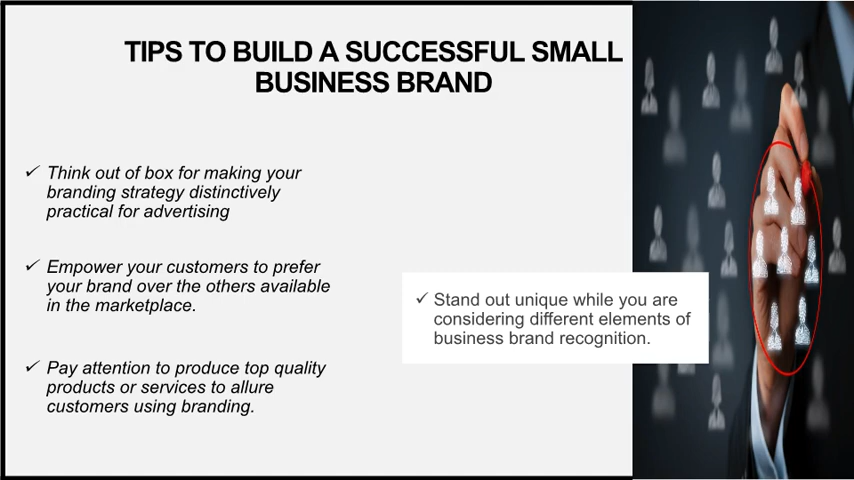 TIPS TO BUILD A SUCCESSFUL SMALL
BUSINESS BRAND
✓ Think out of box for making your
branding strategy distinctively
practical for advertising
✓ Empower your customers to prefer
your brand over the others available
in the marketplace.
✓ Pay attention to produce top quality
products or services to allure
customers using branding.
✓ Stand out unique while you are
considering different elements of
business brand recognition.